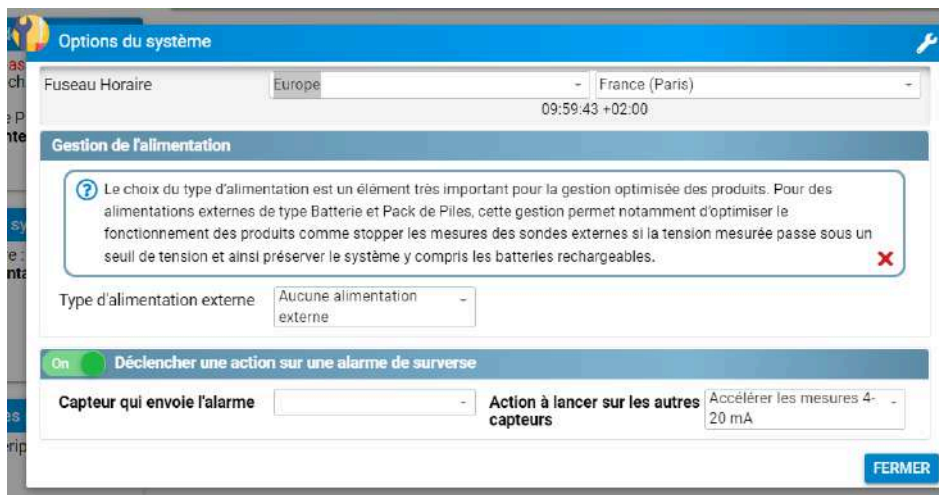 Options du système
Fuseau Horaire Europe France (Paris)
09:59:43 +02:00
Gestion de l'alimentation
Le choix du type d'alimentation est un élément très important pour la gestion optimisée des produits. Pour des
alimentations externes de type Batterie et Pack de Piles, cette gestion permet notamment d'optimiser le
fonctionnement des produits comme stopper les mesures des sondes externes si la tension mesurée passe sous un
seuil de tension et ainsi préserver le système y compris les batteries rechargeables.
Type d'alimentation externe
Aucune alimentation
externe
On Déclencher une action sur une alarme de surverse
Capteur qui envoie l'alarme
Action à lancer sur les autres
capteurs
Accélérer les mesures 4-
20 mA
FERMER